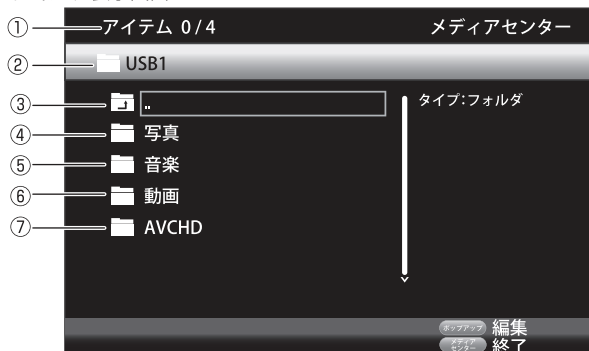 ① アイテム 0/4 メディアセンター
② USB1
③ .. タイプ:フォルダ
④ 写真
⑤ 音楽
⑥ 動画
⑦ AVCHD
ポップアップ 編集
メディアセンター 終了